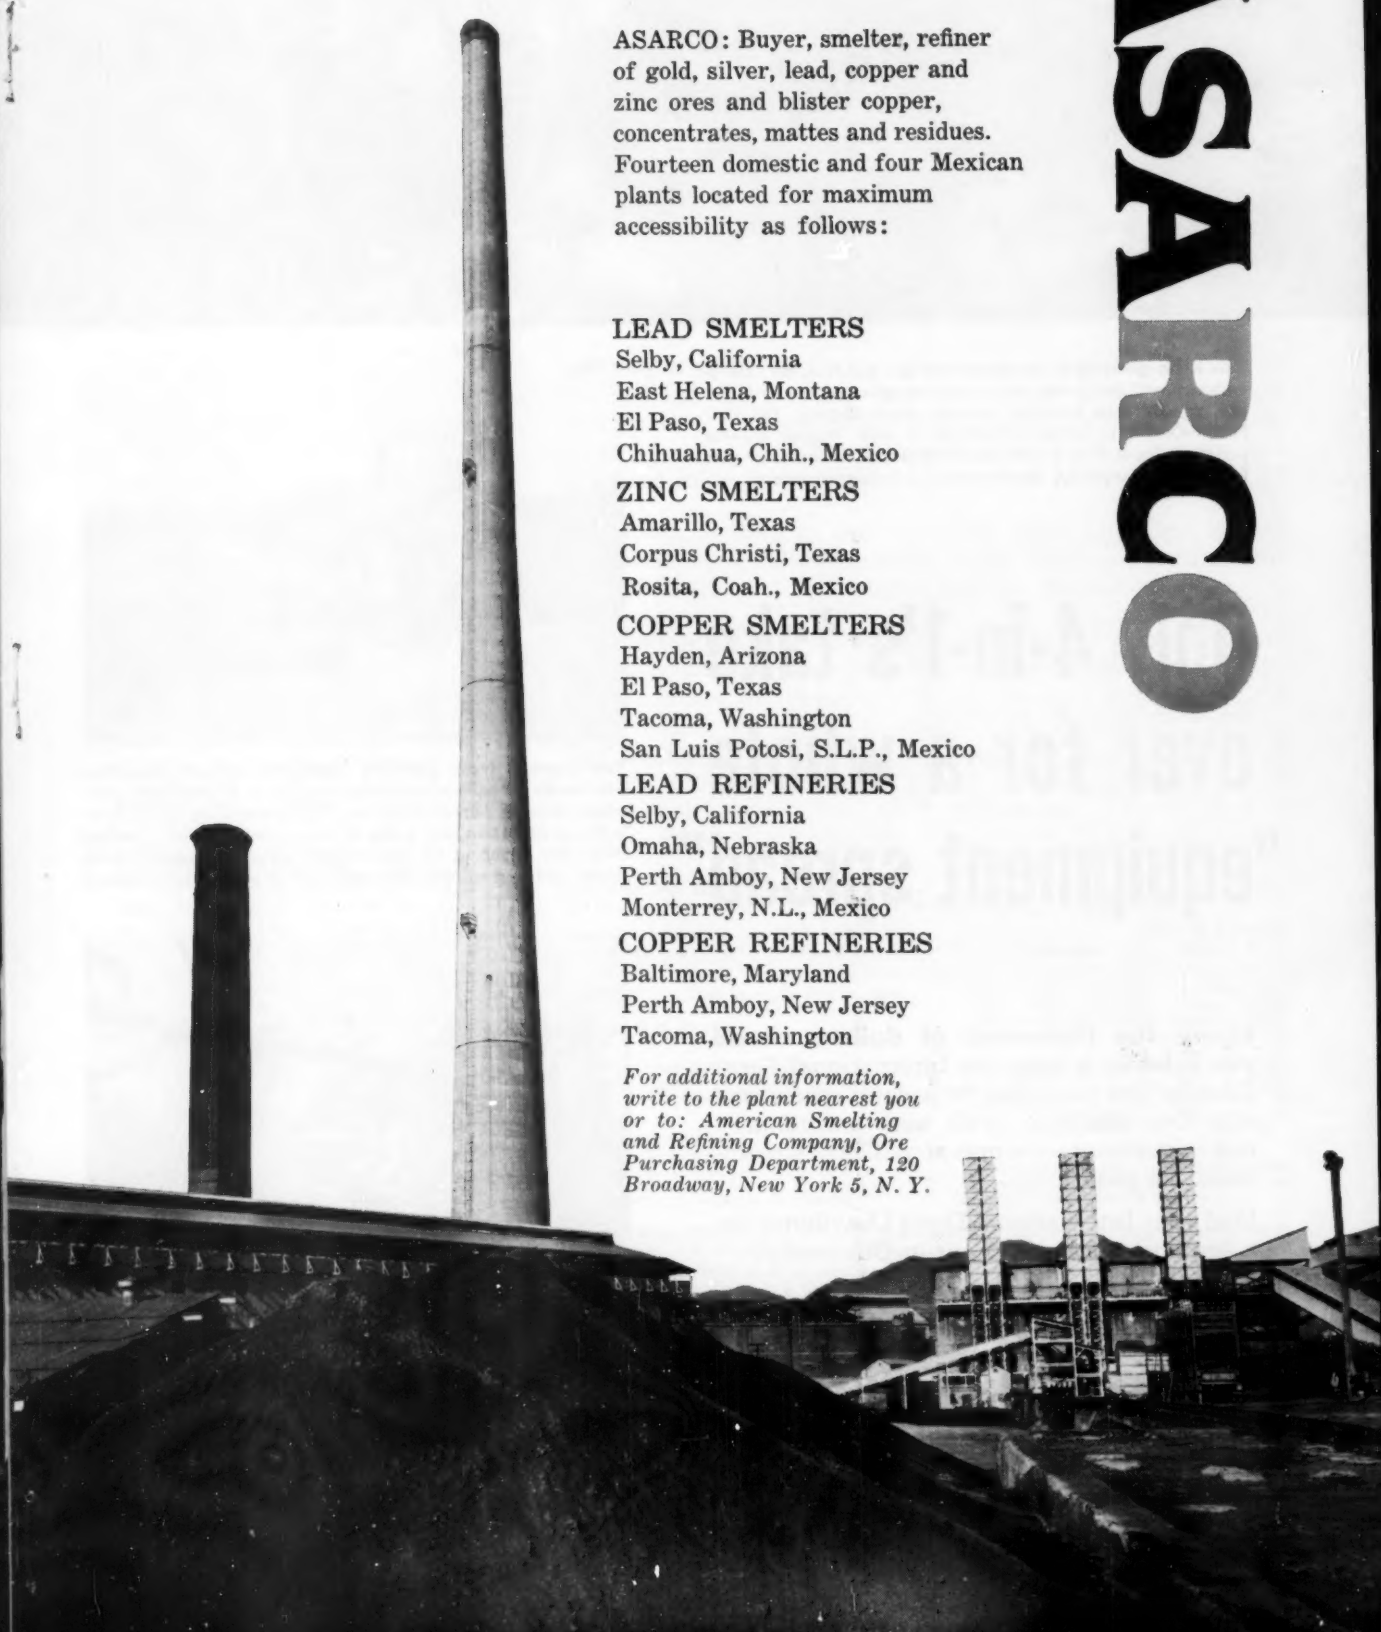 ASARCO: Buyer, smelter, refiner
of gold, silver, lead, copper and
zinc ores and blister copper,
concentrates, mattes and residues.
Fourteen domestic and four Mexican
plants located for maximum
accessibility as follows:
LEAD SMELTERS
Selby, California
East Helena, Montana
El Paso, Texas
Chihuahua, Chih., Mexico
ZINC SMELTERS
Amarillo, Texas
Corpus Christi, Texas
Rosita, Coah., Mexico
COPPER SMELTERS
Hayden, Arizona
El Paso, Texas
Tacoma, Washington
San Luis Potosi, S.L.P., Mexico
LEAD REFINERIES
Selby, California
Omaha, Nebraska
Perth Amboy, New Jersey
Monterrey, N.L., Mexico
COPPER REFINERIES
Baltimore, Maryland
Perth Amboy, New Jersey
Tacoma, Washington
For additional information,
write to the plant nearest you
or to: American Smelting
and Refining Company, Ore
Purchasing Department, 120
Broadway, New York 5, N. Y.
ASARCO